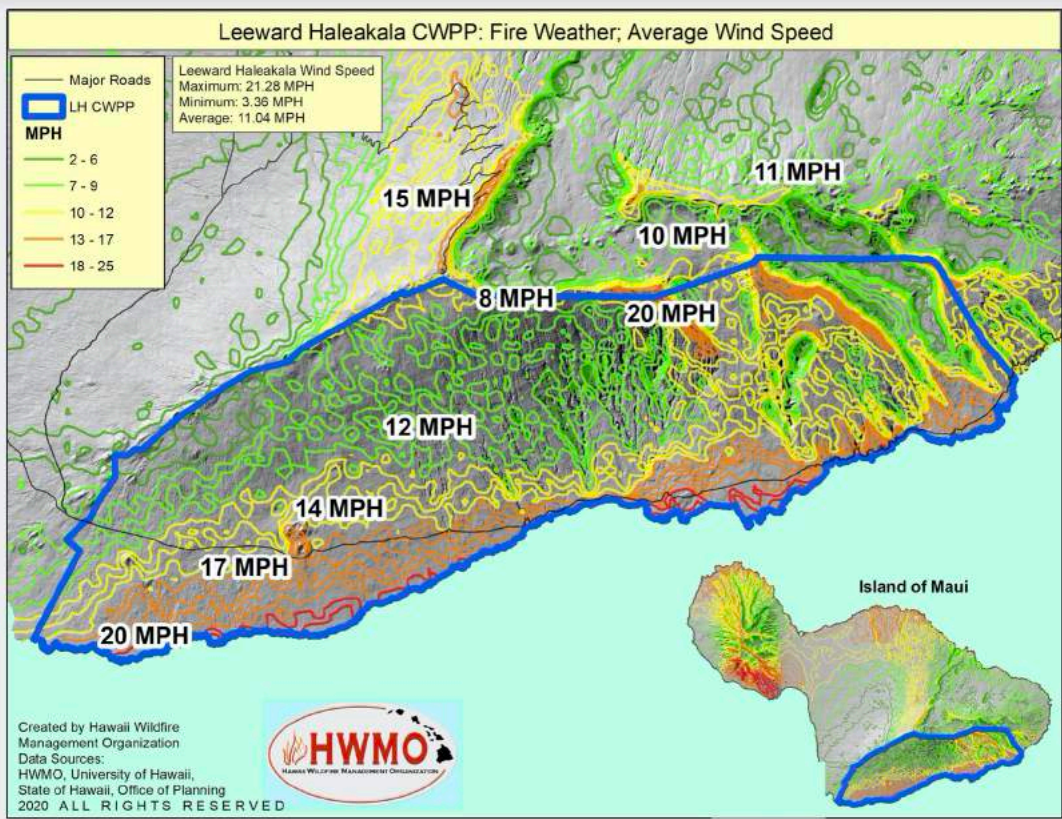 Leeward Haleakala CWPP: Fire Weather; Average Wind Speed
Major Roads
LH CWPP
MPH
2 - 6
7 - 9
10 - 12
13 - 17
18 - 25
Leeward Haleakala Wind Speed
Maximum: 21.28 MPH
Minimum: 3.36 MPH
Average: 11.04 MPH
11 MPH
15 MPH
10 MPH
8 MPH
20 MPH
12 MPH
14 MPH
17 MPH
20 MPH
Island of Maui
Created by Hawaii Wildfire
Management Organization
Data Sources:
HWMO, University of Hawaii,
State of Hawaii, Office of Planning
2020 ALL RIGHTS RESERVED
HWMO
HAWAII WILDFIRE MANAGEMENT ORGANIZATION